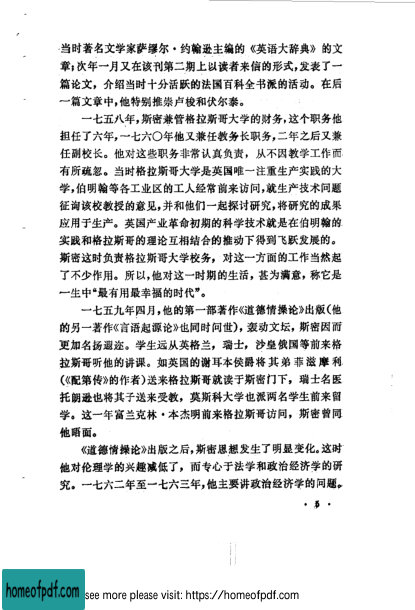 当时著名文学家萨缪尔·约翰逊主编的《英语大辞典》的文
章;次年一月又在该刊第二期上以读者来信的形式,发表了一
篇论文,介绍当时十分活跃的法国百科全书派的活动。在后
一篇文章中,他特别推崇卢梭和伏尔泰。
一七五八年,斯密兼管格拉斯哥大学的财务,这个职务他
担任了六年,一七六〇年他又兼任教务长职务,二年之后又兼
任副校长。他对这些职务非常认真负责,从不因教学工作而
有所疏忽。当时格拉斯哥大学是英国唯一注重生产实践的大
学,伯明翰等各工业区的工人经常前来访问,就生产技术问题
征询该校教授的意见,并和他们一起探讨研究,将研究的成果
应用于生产。英国产业革命初期的科学技术就是在伯明翰的
实践和格拉斯哥的理论互相结合的推动下得到飞跃发展的。
斯密这时负责格拉斯哥大学校务,对这一方面的工作当然起
了不少作用。所以,他对这一时期的生活,甚为满意,称它是
一生中“最有用最幸福的时代”。
一七五九年四月,他的第一部著作《道德情操论》出版(他
的另一著作《言语起源论》也同时问世),轰动文坛,斯密因而
更加名扬遐迩。学生远从英格兰,瑞士,沙皇俄国等前来格
拉斯哥听他的讲课。如英国的谢耳本侯爵将其弟菲滋摩利
(《配第传》的作者)送来格拉斯哥就读于斯密门下,瑞士名医
托朗逊也将其子送来受教,莫斯科大学也派两名学生前来留
学。这一年富兰克林·本杰明前来格拉斯哥访问,斯密曾同
他晤面。
《道德情操论》出版之后,斯密思想发生了明显变化。这时
他对伦理学的兴趣减低了,而专心于法学和政治经济学的研
究。一七六二年至一七六三年,他主要讲政治经济学的问题。
homeofpdf.com
see more please visit: https://homeofpdf.com